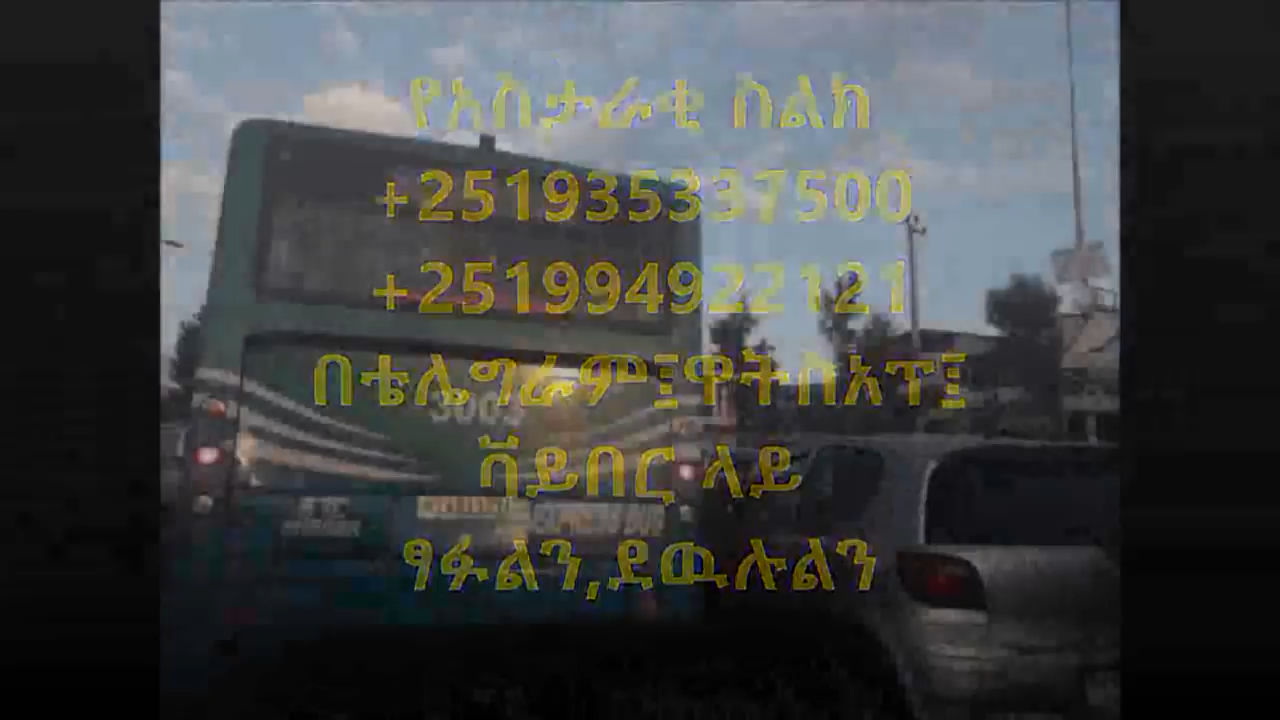 የአስታራቂ ስልክ
+251935337500
+251994922121
በቴሌግራም፤ዋትስአፕ፤
ቫይበር ላይ
ፃፉልን,ደዉሉልን